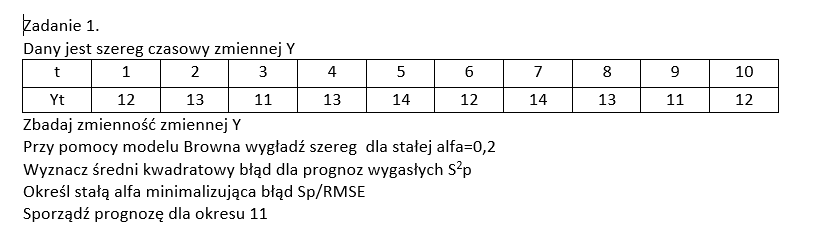 Zadanie 1.
Dany jest szereg czasowy zmiennej Y
t 1 2 3 4 5 6 7 8 9 10
Yt 12 13 11 13 14 12 14 13 11 12
Zbadaj zmienność zmiennej Y
Przy pomocy modelu Browna wygładź szereg dla stałej alfa=0,2
Wyznacz średni kwadratowy błąd dla prognoz wygasłych S²p
Określ stałą alfa minimalizująca błąd Sp/RMSE
Sporządź prognozę dla okresu 11